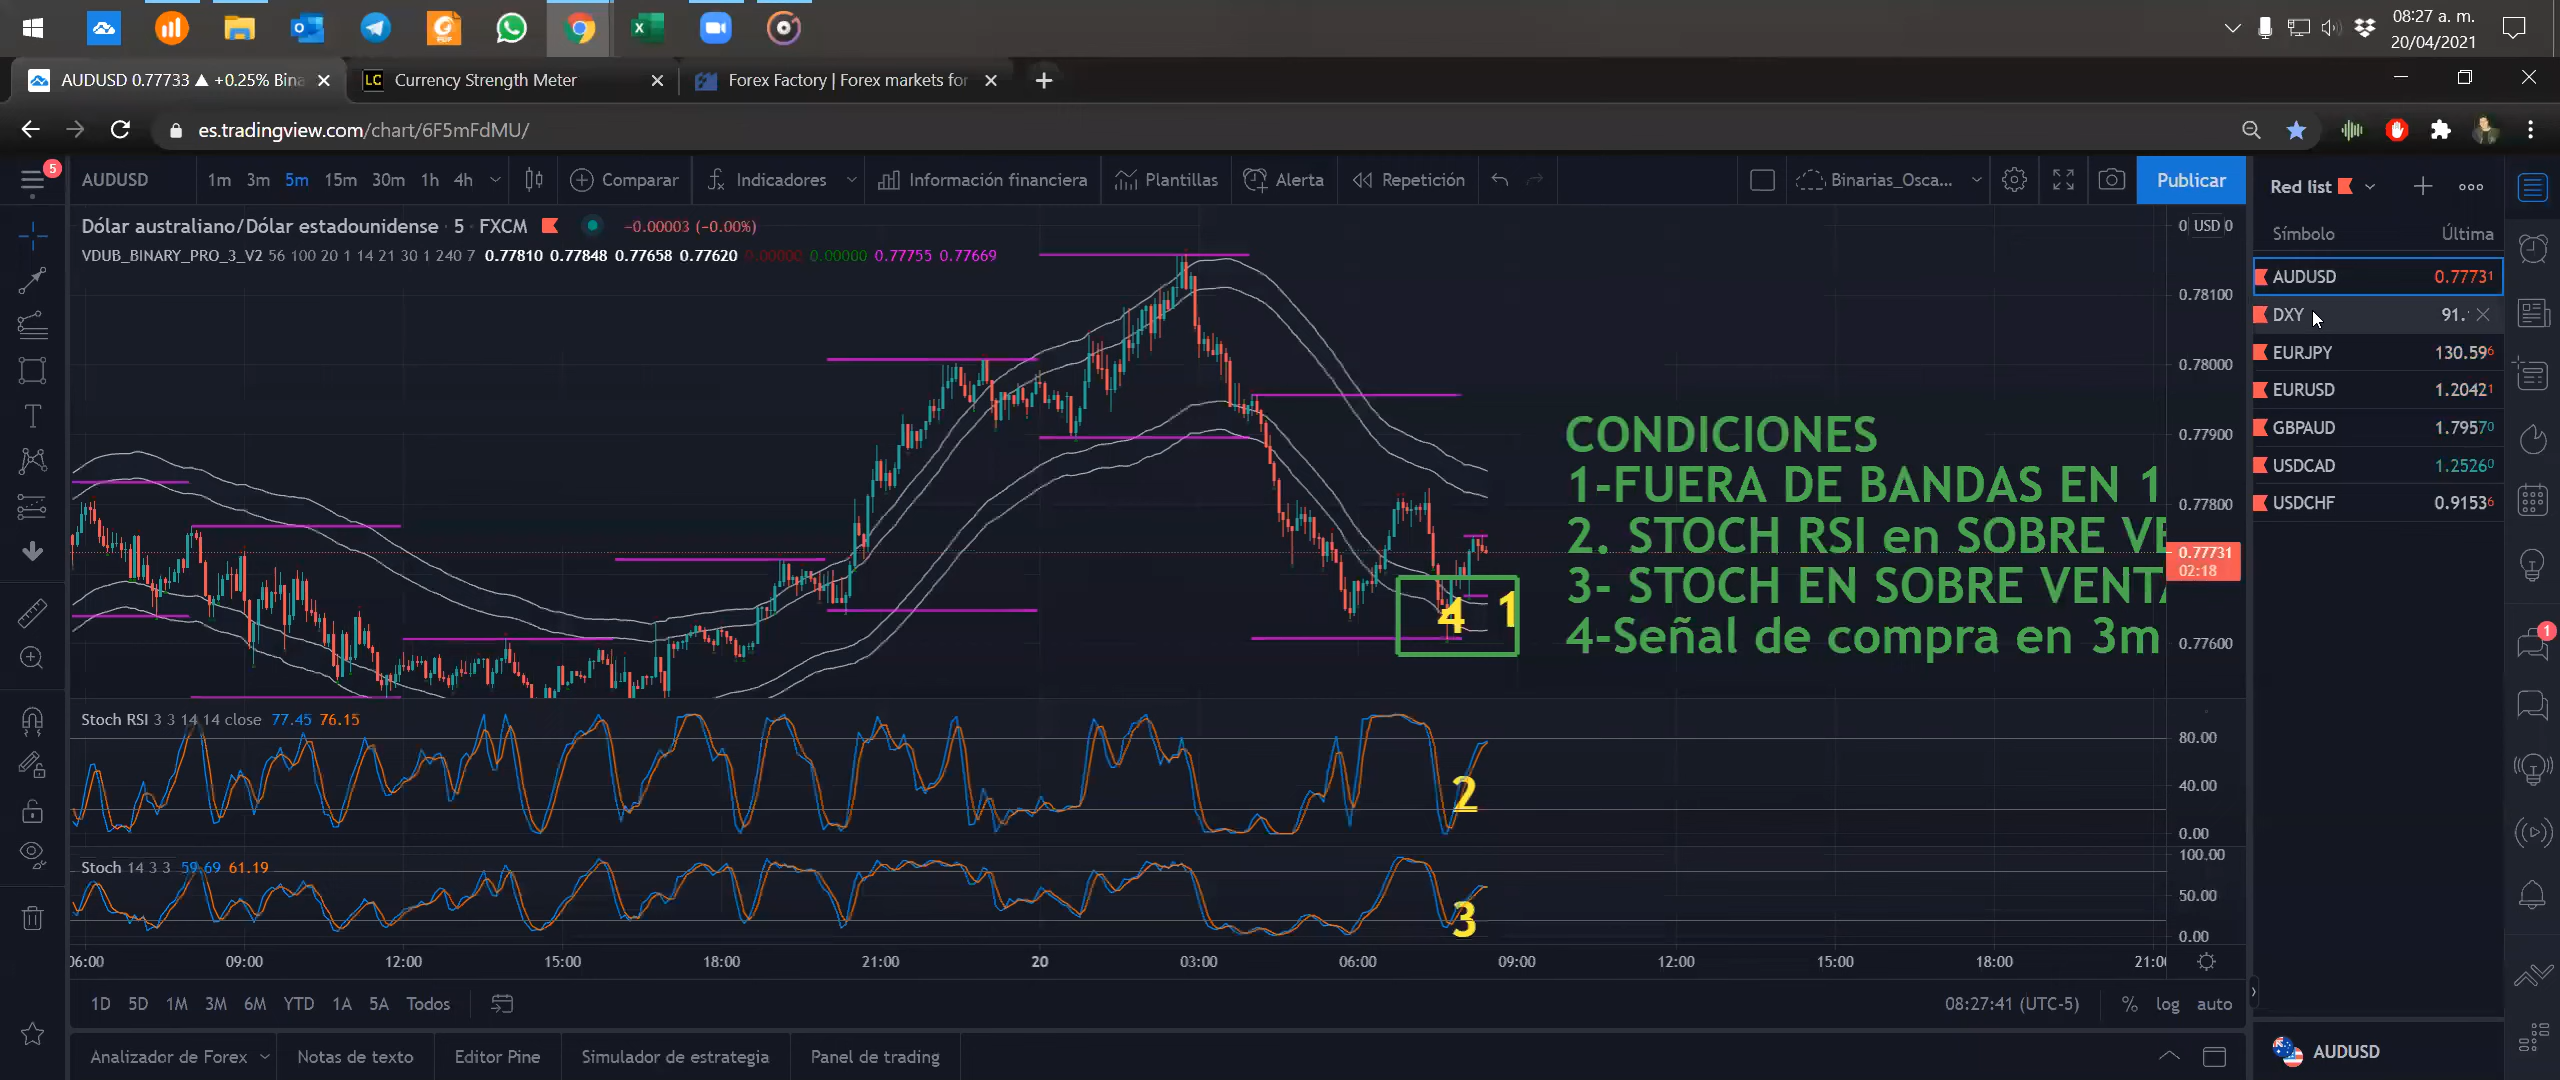 08:27 a. m.
20/04/2021
AUDUSD 0.77733 ▲ +0.25% Bina
LC Currency Strength Meter
Forex Factory | Forex markets for
es.tradingview.com/chart/6F5mFdMU/
5
AUDUSD 1m 3m 5m 15m 30m 1h 4h Comparar Indicadores Información financiera Plantillas Alerta Repetición Binarias_Osca... Publicar
Red list
Símbolo Última
AUDUSD 0.77731
DXY 91.
EURJPY 130.596
EURUSD 1.20421
GBPAUD 1.79570
USDCAD 1.25260
USDCHF 0.91536
Dólar australiano/Dólar estadounidense · 5 · FXCM −0.00003 (−0.00%)
VDUB_BINARY_PRO_3_V2 56 100 20 1 14 21 30 1 240 7 0.77810 0.77848 0.77658 0.77620 0.00000 0.00000 0.77755 0.77669
USD
0.78100
0.78000
0.77900
0.77800
0.77731
02:18
0.77600
CONDICIONES
1-FUERA DE BANDAS EN 1
2. STOCH RSI en SOBRE VE
3- STOCH EN SOBRE VENTA
4-Señal de compra en 3m
4 1
Stoch RSI 3 3 14 14 close 77.45 76.15
80.00
40.00
0.00
2
Stoch 14 3 3 59.69 61.19
100.00
50.00
0.00
3
06:00 09:00 12:00 15:00 18:00 21:00 20 03:00 06:00 09:00 12:00 15:00 18:00 21:0
1D 5D 1M 3M 6M YTD 1A 5A Todos
08:27:41 (UTC-5) % log auto
Analizador de Forex Notas de texto Editor Pine Simulador de estrategia Panel de trading
AUDUSD
1